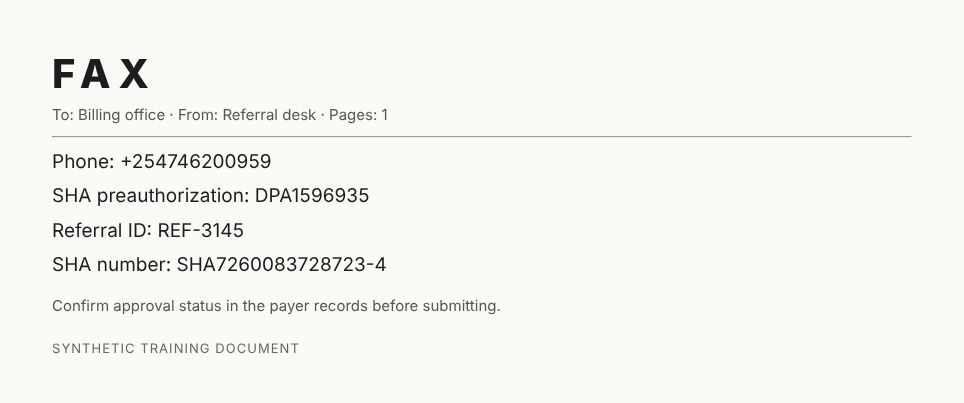 FAX
To: Billing office · From: Referral desk · Pages: 1
Phone: +254746200959
SHA preauthorization: DPA1596935
Referral ID: REF-3145
SHA number: SHA7260083728723-4
Confirm approval status in the payer records before submitting.
SYNTHETIC TRAINING DOCUMENT